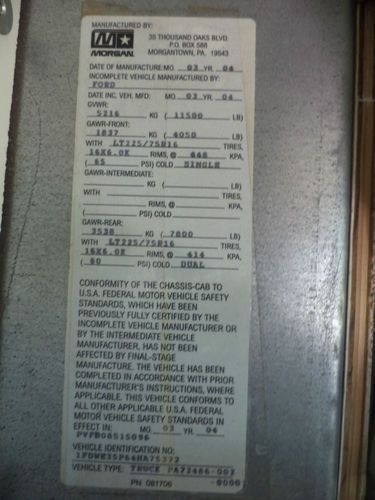 MANUFACTURED BY:
MORGAN
35 THOUSAND OAKS BLVD.
P.O. BOX 588
MORGANTOWN, PA. 19543
DATE OF MANUFACTURE: MO. 03 YR 04
INCOMPLETE VEHICLE MANUFACTURED BY:
FORD
DATE INC. VEH. MFD: MO. 03 YR. 04
GVWR:
5216 KG ( 11500 LB)
GAWR-FRONT:
1837 KG ( 4050 LB)
WITH LT225/75R16 TIRES,
16X6.0K RIMS, @ 448 KPA,
( 65 PSI) COLD SINGLE
GAWR-INTERMEDIATE:
KG ( LB)
WITH TIRES,
RIMS, @ KPA,
( PSI) COLD
GAWR-REAR:
3538 KG ( 7800 LB)
WITH LT225/75R16 TIRES,
16X6.0K RIMS, @ 414 KPA,
( 60 PSI) COLD DUAL
CONFORMITY OF THE CHASSIS-CAB TO
U.S.A. FEDERAL MOTOR VEHICLE SAFETY
STANDARDS, WHICH HAVE BEEN
PREVIOUSLY FULLY CERTIFIED BY THE
INCOMPLETE VEHICLE MANUFACTURER OR
BY THE INTERMEDIATE VEHICLE
MANUFACTURER, HAS NOT BEEN
AFFECTED BY FINAL-STAGE
MANUFACTURE. THE VEHICLE HAS BEEN
COMPLETED IN ACCORDANCE WITH PRIOR
MANUFACTURER'S INSTRUCTIONS, WHERE
APPLICABLE. THIS VEHICLE CONFORMS TO
ALL OTHER APPLICABLE U.S.A. FEDERAL
MOTOR VEHICLE SAFETY STANDARDS IN
EFFECT IN: MO. 03 YR 04
VEHICLE IDENTIFICATION NO:
VEHICLE TYPE: TRUCK PA72486-002
-0000
PN 081706